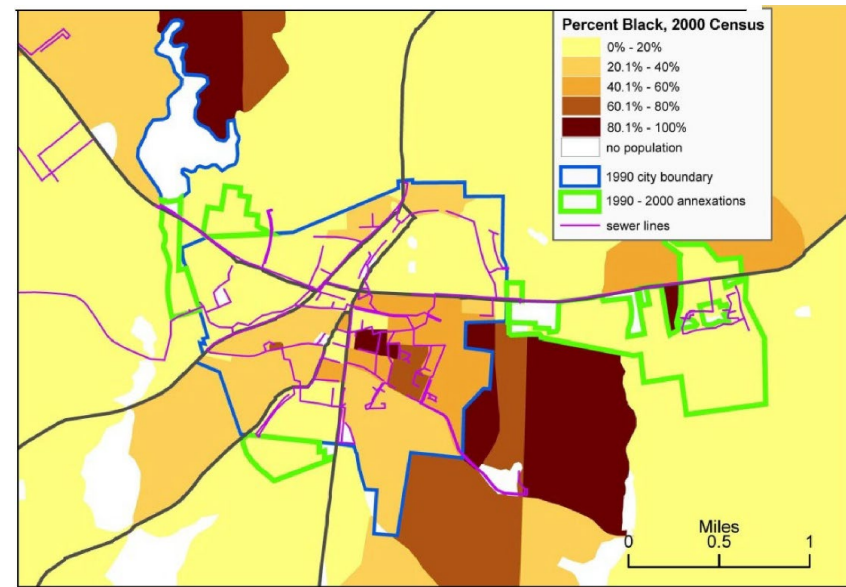 Percent Black, 2000 Census
0% - 20%
20.1% - 40%
40.1% - 60%
60.1% - 80%
80.1% - 100%
no population
1990 city boundary
1990 - 2000 annexations
sewer lines
Miles
0 0.5 1